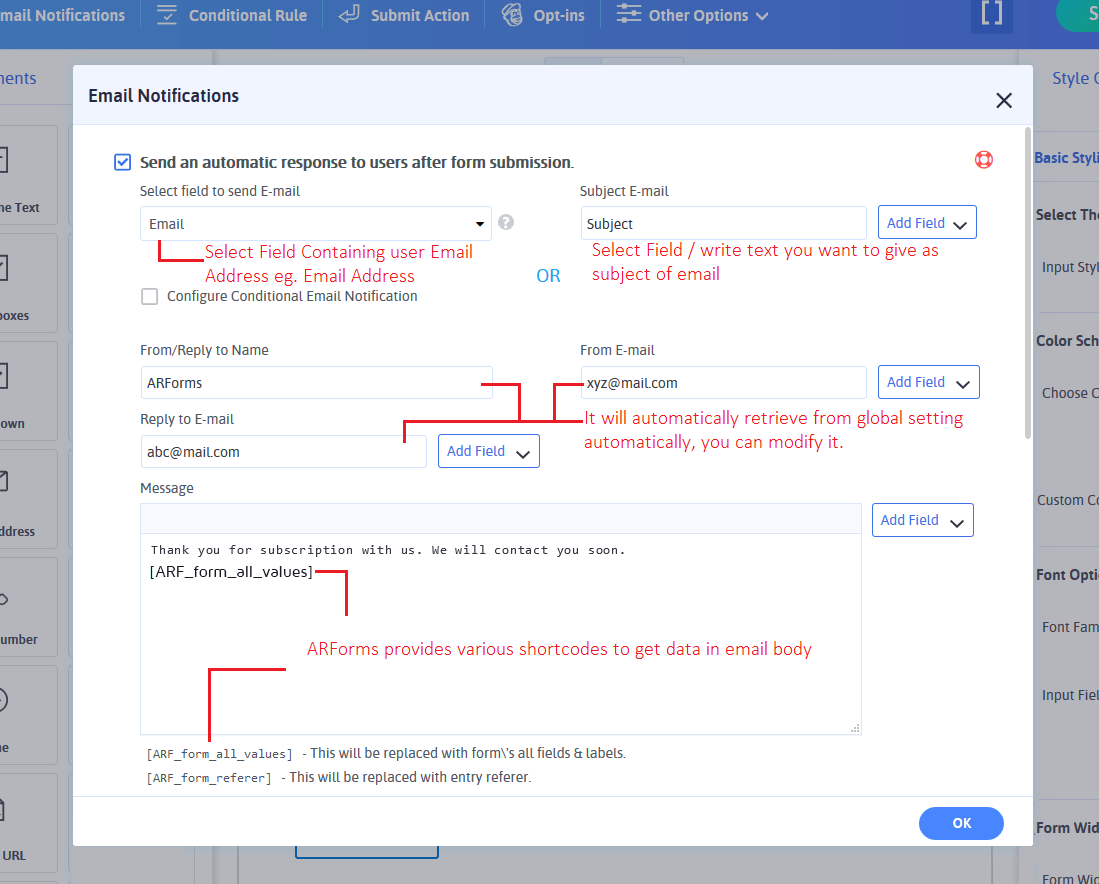 mail Notifications
Conditional Rule
Submit Action
Opt-ins
Other Options
Style
Email Notifications
Send an automatic response to users after form submission.
Basic Styli
Select field to send E-mail
Subject E-mail
ne Text
Select The
Email
Subject
Add Field
Select Field Containing user Email
Address eg. Email Address
OR
Select Field / write text you want to give as
subject of email
Input Styl
Configure Conditional Email Notification
boxes
From/Reply to Name
From E-mail
Color Sch
ARForms
xyz@mail.com
Add Field
Choose C
Reply to E-mail
It will automatically retrieve from global setting
automatically, you can modify it.
own
abc@mail.com
Add Field
Message
Custom Co
Add Field
ddress
Thank you for subscription with us. We will contact you soon.
[ARF_form_all_values]
Font Opti
Font Fam
umber
ARForms provides various shortcodes to get data in email body
Input Fiel
ne
[ARF_form_all_values] - This will be replaced with form\'s all fields & labels.
[ARF_form_referer] - This will be replaced with entry referer.
OK
Form Wid
URL
Form Wid